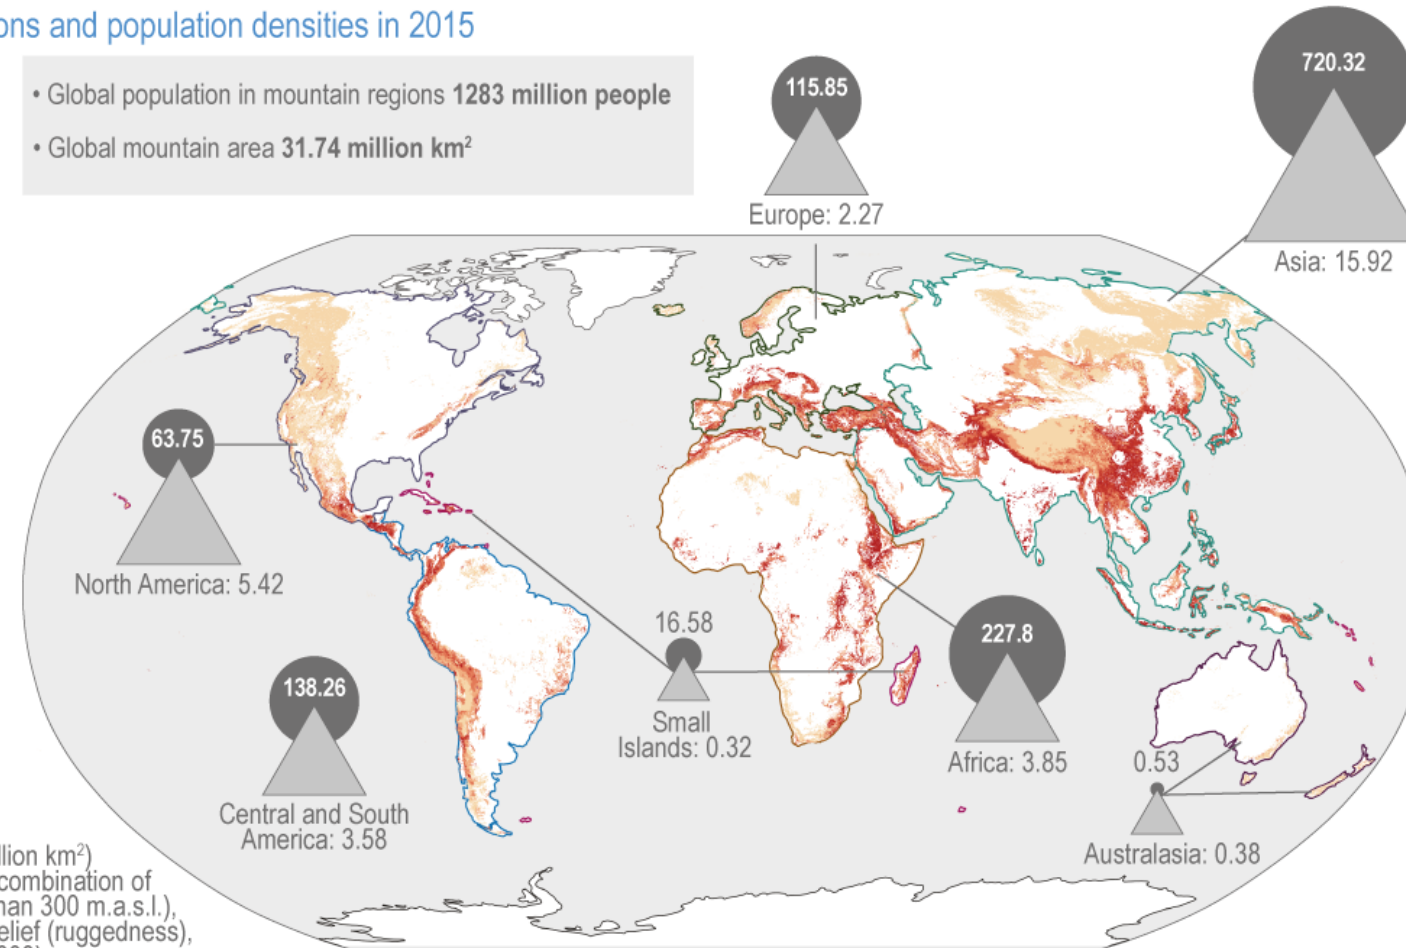 ons and population densities in 2015
• Global population in mountain regions 1283 million people
• Global mountain area 31.74 million km²
115.85
Europe: 2.27
720.32
Asia: 15.92
63.75
North America: 5.42
138.26
Central and South
America: 3.58
16.58
Small
Islands: 0.32
227.8
Africa: 3.85
0.53
Australasia: 0.38
llion km²)
combination of
han 300 m.a.s.l.),
elief (ruggedness),